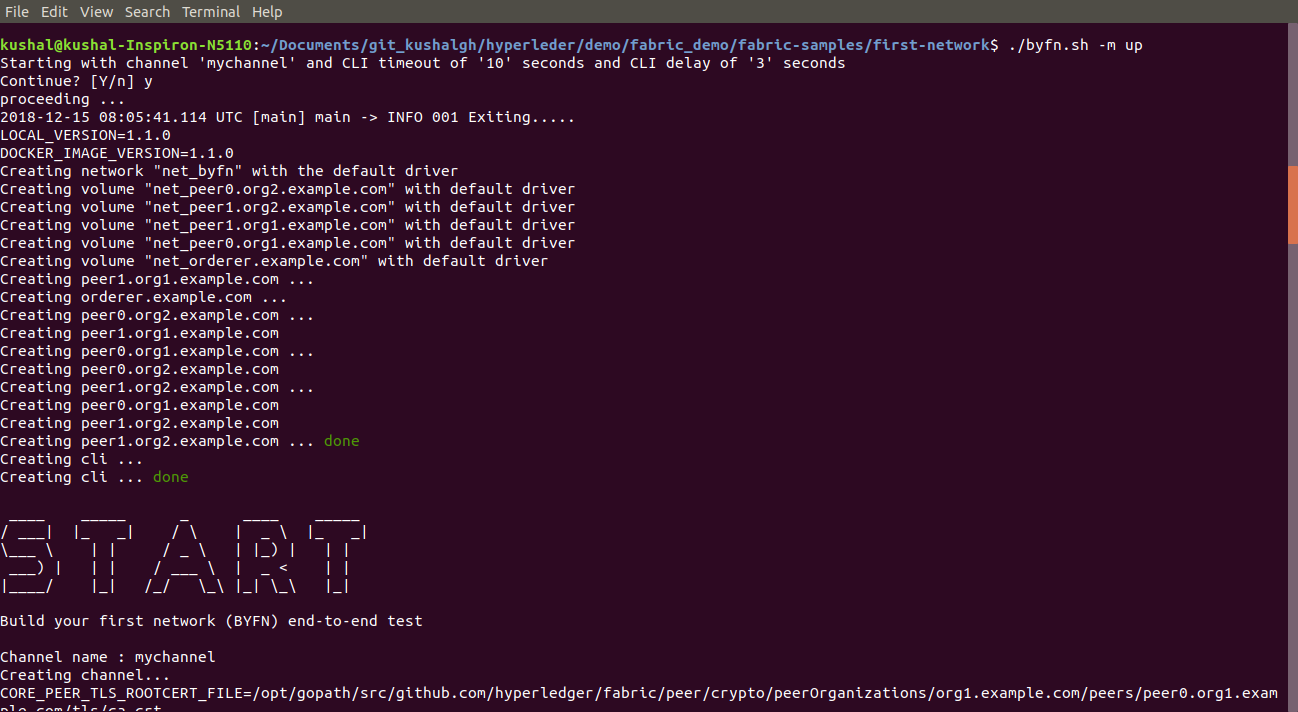 File Edit View Search Terminal Help
kushal@kushal-Inspiron-N5110:~/Documents/git_kushalgh/hyperleder/demo/fabric_demo/fabric-samples/first-network$ ./byfn.sh -m up
Starting with channel 'mychannel' and CLI timeout of '10' seconds and CLI delay of '3' seconds
Continue? [Y/n] y
proceeding ...
2018-12-15 08:05:41.114 UTC [main] main -> INFO 001 Exiting.....
LOCAL_VERSION=1.1.0
DOCKER_IMAGE_VERSION=1.1.0
Creating network "net_byfn" with the default driver
Creating volume "net_peer0.org2.example.com" with default driver
Creating volume "net_peer1.org2.example.com" with default driver
Creating volume "net_peer1.org1.example.com" with default driver
Creating volume "net_peer0.org1.example.com" with default driver
Creating volume "net_orderer.example.com" with default driver
Creating peer1.org1.example.com ...
Creating orderer.example.com ...
Creating peer0.org2.example.com ...
Creating peer1.org1.example.com
Creating peer0.org1.example.com ...
Creating peer0.org2.example.com
Creating peer1.org2.example.com ...
Creating peer0.org1.example.com
Creating peer1.org2.example.com
Creating peer1.org2.example.com ... done
Creating cli ...
Creating cli ... done
START
Build your first network (BYFN) end-to-end test
Channel name : mychannel
Creating channel...
CORE_PEER_TLS_ROOTCERT_FILE=/opt/gopath/src/github.com/hyperledger/fabric/peer/crypto/peerOrganizations/org1.example.com/peers/peer0.org1.exam
ple.com/tls/ca.crt